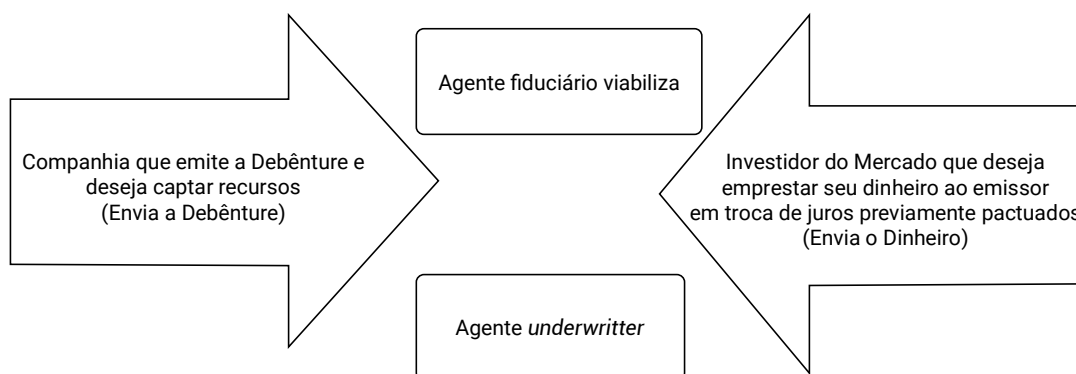 Agente fiduciário viabiliza
Companhia que emite a Debênture e
deseja captar recursos
(Envia a Debênture)
Investidor do Mercado que deseja
emprestar seu dinheiro ao emissor
em troca de juros previamente pactuados
(Envia o Dinheiro)
Agente underwritter